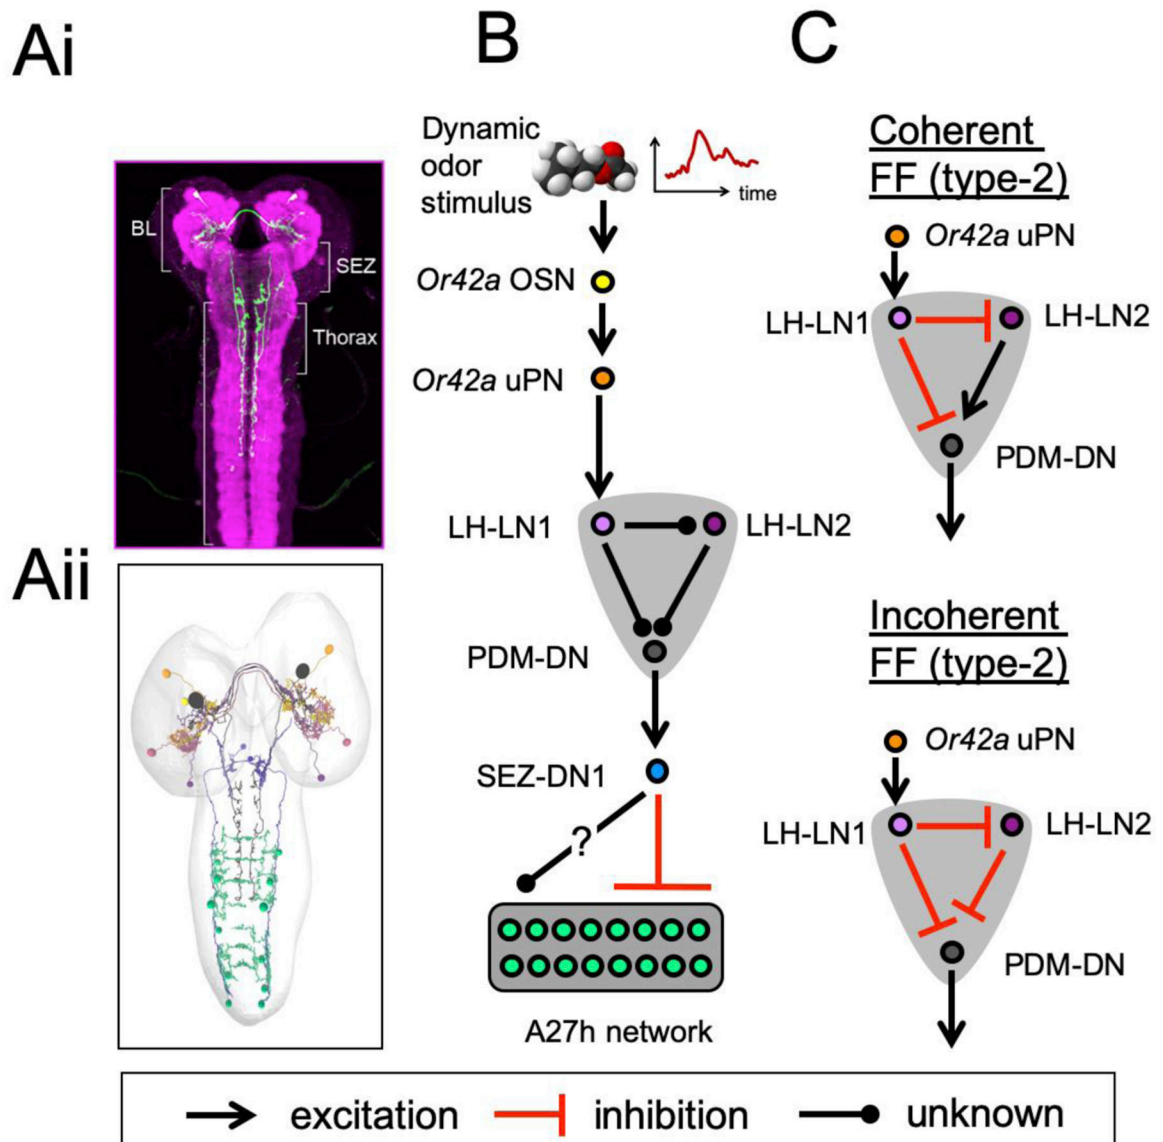 Ai
BL
SEZ
Thorax
Aii
B
Dynamic
odor
stimulus
time
Or42a OSN
Or42a uPN
LH-LN1
LH-LN2
PDM-DN
SEZ-DN1
?
A27h network
C
Coherent
FF (type-2)
Or42a uPN
LH-LN1
LH-LN2
PDM-DN
Incoherent
FF (type-2)
Or42a uPN
LH-LN1
LH-LN2
PDM-DN
excitation
inhibition
unknown